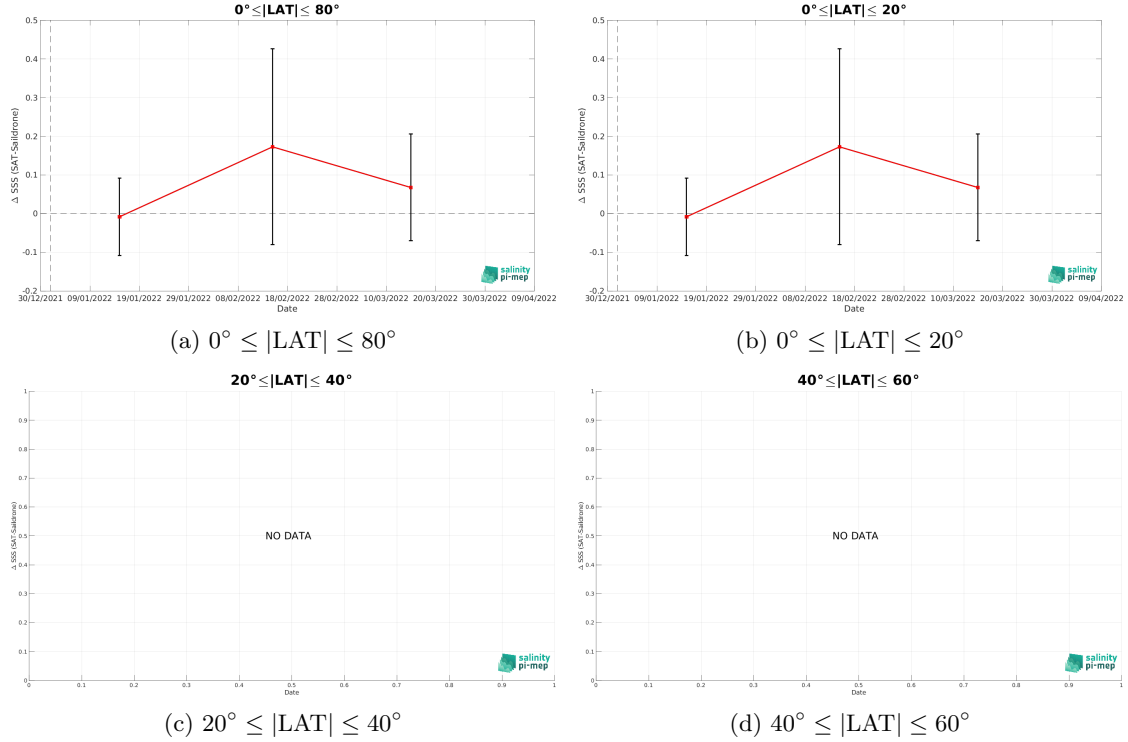 0°≤|LAT|≤ 80°
0.5
0.4
0.3
0.2
0.1
0
-0.1
-0.2
Δ SSS (SAT-Saildrone)
30/12/2021 09/01/2022 19/01/2022 29/01/2022 08/02/2022 18/02/2022 28/02/2022 10/03/2022 20/03/2022 30/03/2022 09/04/2022
Date
salinity
pi-mep
(a) 0° ≤ |LAT| ≤ 80°
0°≤|LAT|≤ 20°
0.5
0.4
0.3
0.2
0.1
0
-0.1
-0.2
Δ SSS (SAT-Saildrone)
30/12/2021 09/01/2022 19/01/2022 29/01/2022 08/02/2022 18/02/2022 28/02/2022 10/03/2022 20/03/2022 30/03/2022 09/04/2022
Date
salinity
pi-mep
(b) 0° ≤ |LAT| ≤ 20°
20°≤|LAT|≤ 40°
1
0.9
0.8
0.7
0.6
0.5
0.4
0.3
0.2
0.1
0
Δ SSS (SAT-Saildrone)
NO DATA
0 0.1 0.2 0.3 0.4 0.5 0.6 0.7 0.8 0.9 1
Date
salinity
pi-mep
(c) 20° ≤ |LAT| ≤ 40°
40°≤|LAT|≤ 60°
1
0.9
0.8
0.7
0.6
0.5
0.4
0.3
0.2
0.1
0
Δ SSS (SAT-Saildrone)
NO DATA
0 0.1 0.2 0.3 0.4 0.5 0.6 0.7 0.8 0.9 1
Date
salinity
pi-mep
(d) 40° ≤ |LAT| ≤ 60°